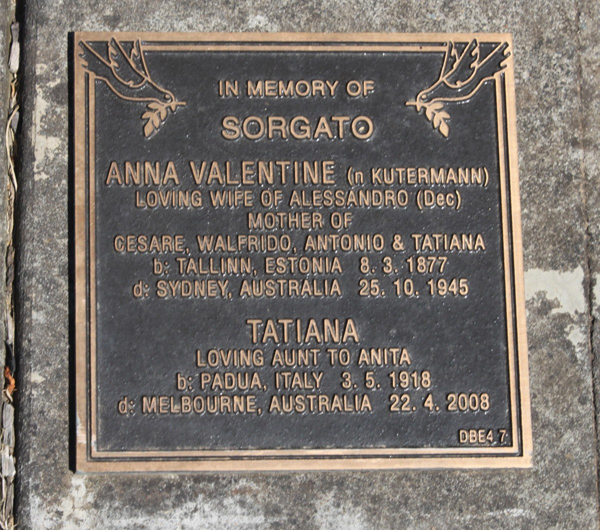 IN MEMORY OF
SORGATO
ANNA VALENTINE (n KUTERMANN)
LOVING WIFE OF ALESSANDRO (Dec)
MOTHER OF
CESARE, WALFRIDO, ANTONIO & TATIANA
b: TALLINN, ESTONIA 8. 3. 1877
d: SYDNEY, AUSTRALIA 25. 10. 1945
TATIANA
LOVING AUNT TO ANITA
b: PADUA, ITALY 3. 5. 1918
d: MELBOURNE, AUSTRALIA 22. 4. 2008
DBE4 7